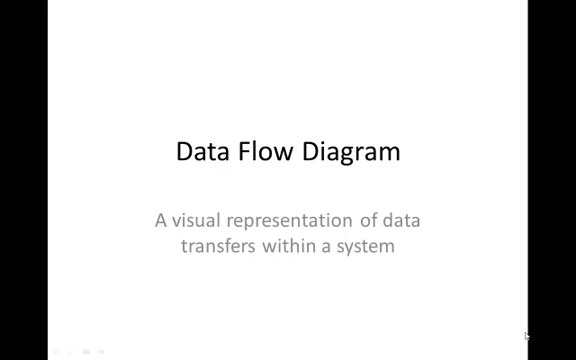 Data Flow Diagram
A visual representation of data
transfers within a system